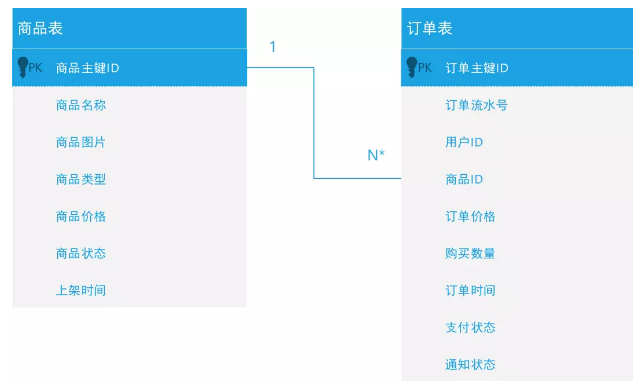 商品表
PK 商品主键ID
商品名称
商品图片
商品类型
商品价格
商品状态
上架时间
1
N*
订单表
PK 订单主键ID
订单流水号
用户ID
商品ID
订单价格
购买数量
订单时间
支付状态
通知状态